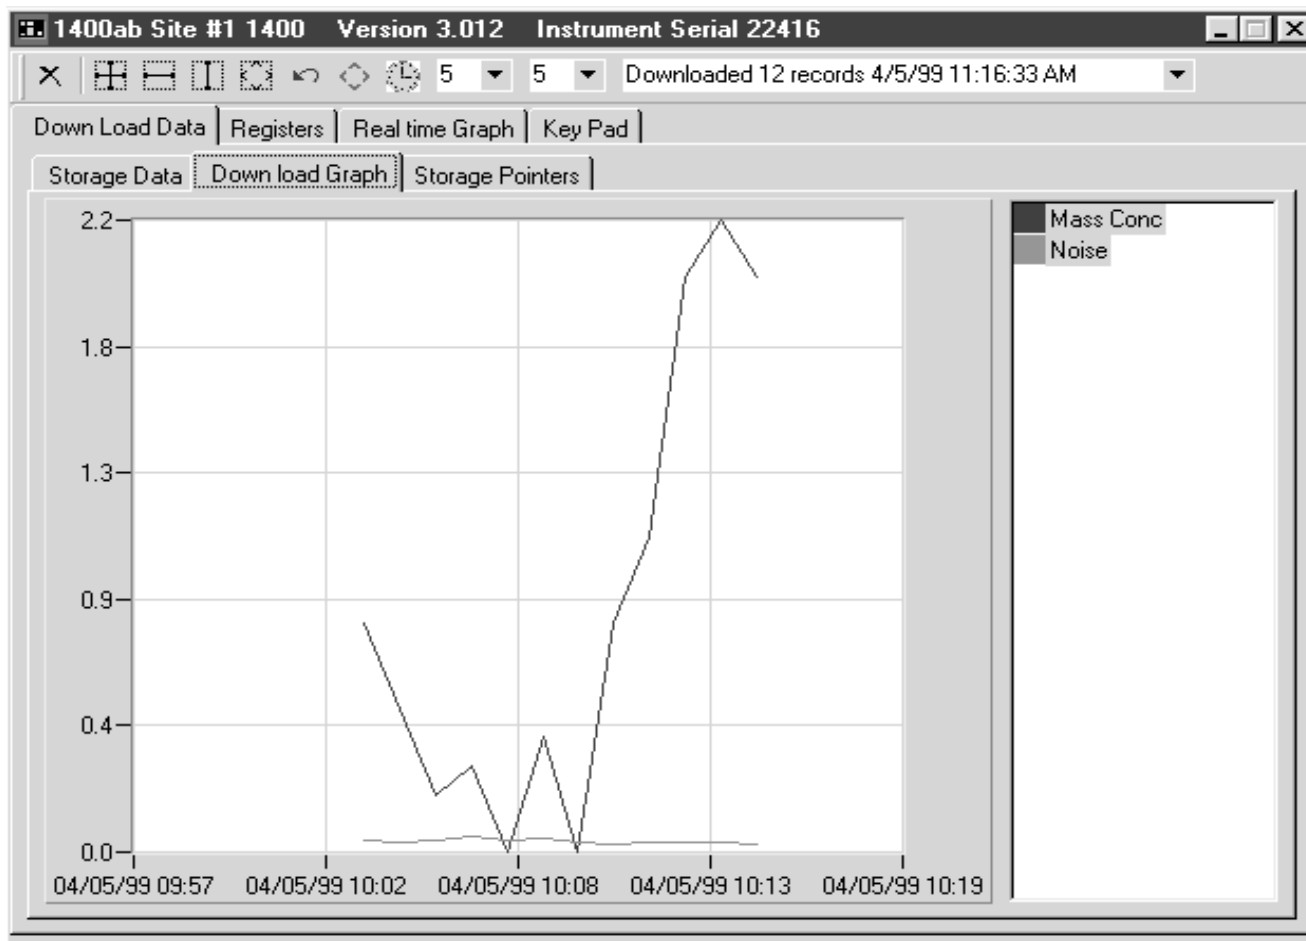 1400ab Site #1 1400 Version 3.012 Instrument Serial 22416
5 5 Downloaded 12 records 4/5/99 11:16:33 AM
Down Load Data Registers Real time Graph Key Pad
Storage Data Down load Graph Storage Pointers
2.2
1.8
1.3
0.9
0.4
0.0
04/05/99 09:57 04/05/99 10:02 04/05/99 10:08 04/05/99 10:13 04/05/99 10:19
Mass Conc
Noise